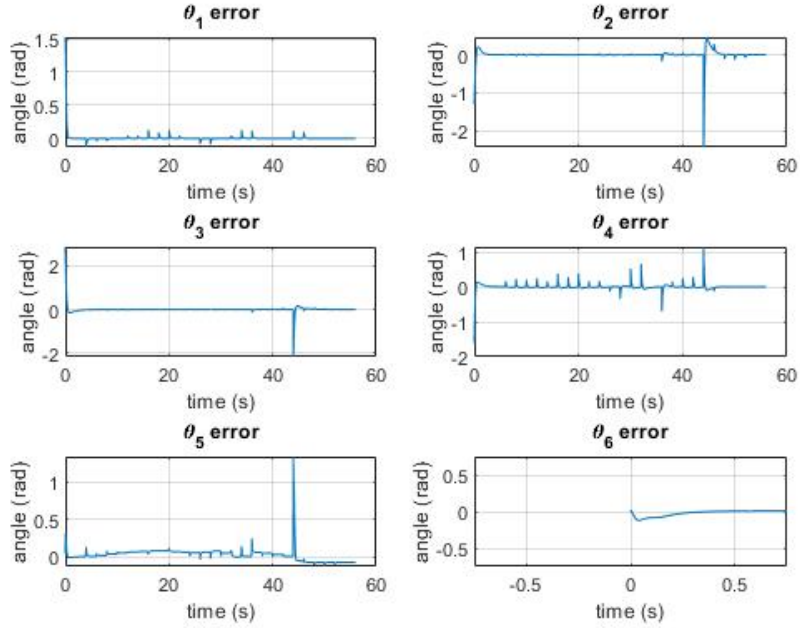 θ1 error
1.5
1
0.5
0
angle (rad)
0 20 40 60
time (s)
θ2 error
0
-1
-2
angle (rad)
0 20 40 60
time (s)
θ3 error
2
0
-2
angle (rad)
0 20 40 60
time (s)
θ4 error
1
0
-1
-2
angle (rad)
0 20 40 60
time (s)
θ5 error
1
0.5
0
angle (rad)
0 20 40 60
time (s)
θ6 error
0.5
0
-0.5
angle (rad)
-0.5 0 0.5
time (s)